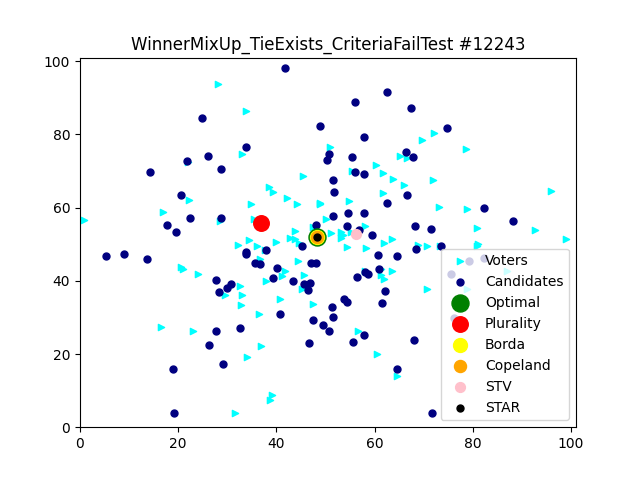 WinnerMixUp_TieExists_CriteriaFailTest #12243
100
80
60
40
20
0
0 20 40 60 80 100
Voters
Candidates
Optimal
Plurality
Borda
Copeland
STV
STAR